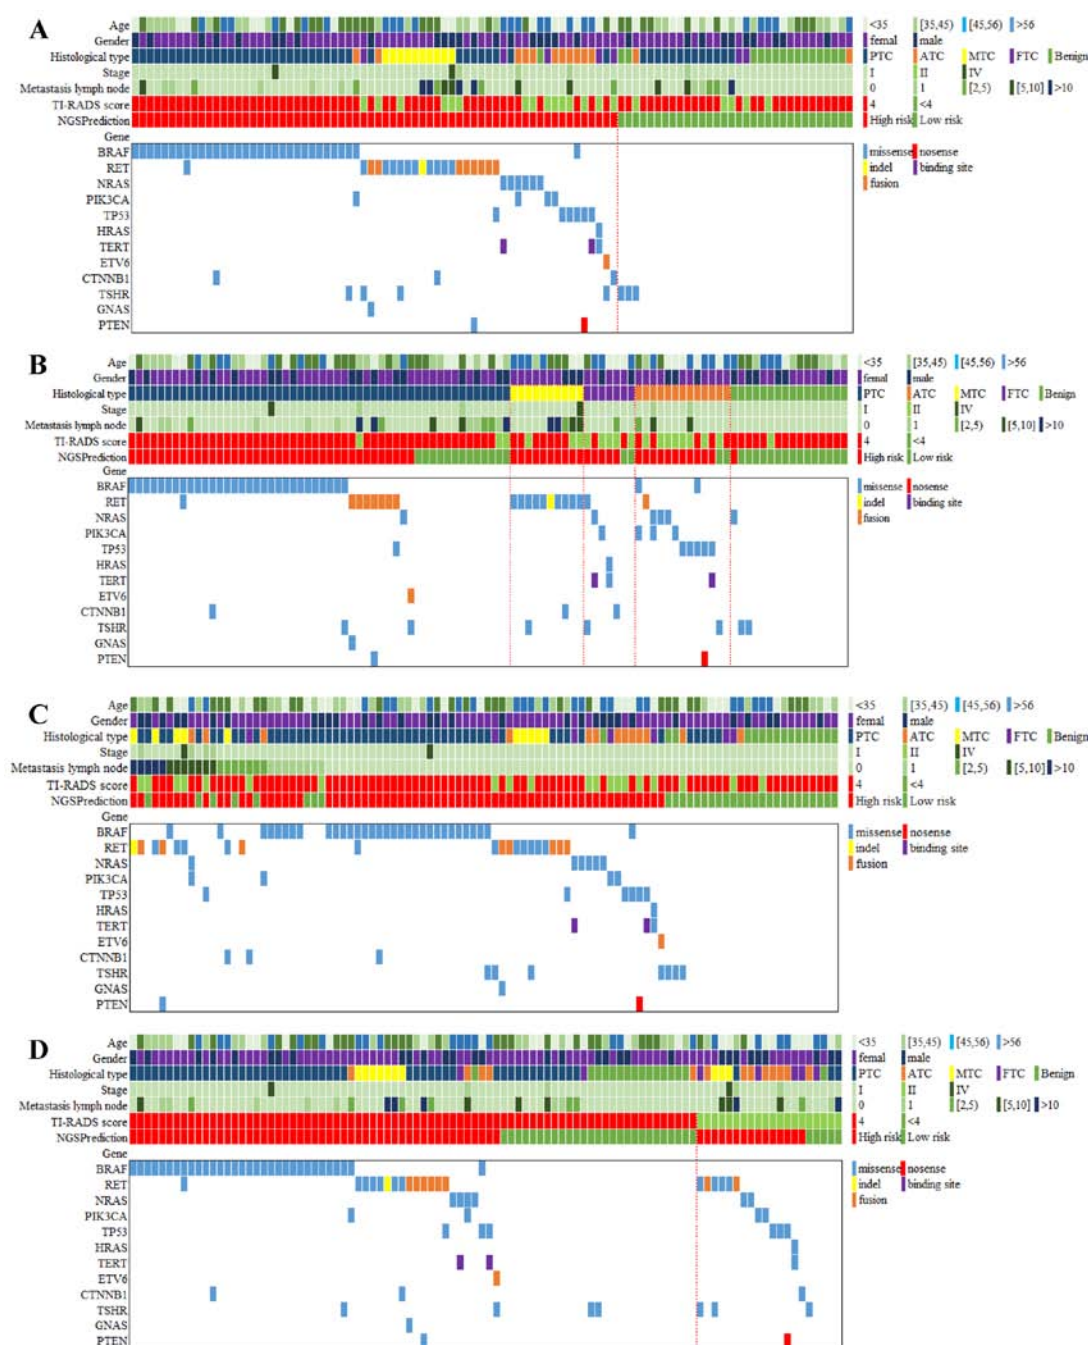 A
Age <35 [35,45) [45,56) >56
Gender femal male
Histological type PTC ATC MTC FTC Benign
Stage I II IV
Metastasis lymph node 0 1 [2,5) [5,10] >10
TI-RADS score 4 <4
NGSPrediction High risk Low risk
Gene
BRAF missense nosense
RET indel binding site
NRAS fusion
PIK3CA
TP53
HRAS
TERT
ETV6
CTNNB1
TSHR
GNAS
PTEN
B
Age <35 [35,45) [45,56) >56
Gender femal male
Histological type PTC ATC MTC FTC Benign
Stage I II IV
Metastasis lymph node 0 1 [2,5) [5,10] >10
TI-RADS score 4 <4
NGSPrediction High risk Low risk
Gene
BRAF missense nosense
RET indel binding site
NRAS fusion
PIK3CA
TP53
HRAS
TERT
ETV6
CTNNB1
TSHR
GNAS
PTEN
C
Age <35 [35,45) [45,56) >56
Gender femal male
Histological type PTC ATC MTC FTC Benign
Stage I II IV
Metastasis lymph node 0 1 [2,5) [5,10] >10
TI-RADS score 4 <4
NGSPrediction High risk Low risk
Gene
BRAF missense nosense
RET indel binding site
NRAS fusion
PIK3CA
TP53
HRAS
TERT
ETV6
CTNNB1
TSHR
GNAS
PTEN
D
Age <35 [35,45) [45,56) >56
Gender femal male
Histological type PTC ATC MTC FTC Benign
Stage I II IV
Metastasis lymph node 0 1 [2,5) [5,10] >10
TI-RADS score 4 <4
NGSPrediction High risk Low risk
Gene
BRAF missense nosense
RET indel binding site
NRAS fusion
PIK3CA
TP53
HRAS
TERT
ETV6
CTNNB1
TSHR
GNAS
PTEN